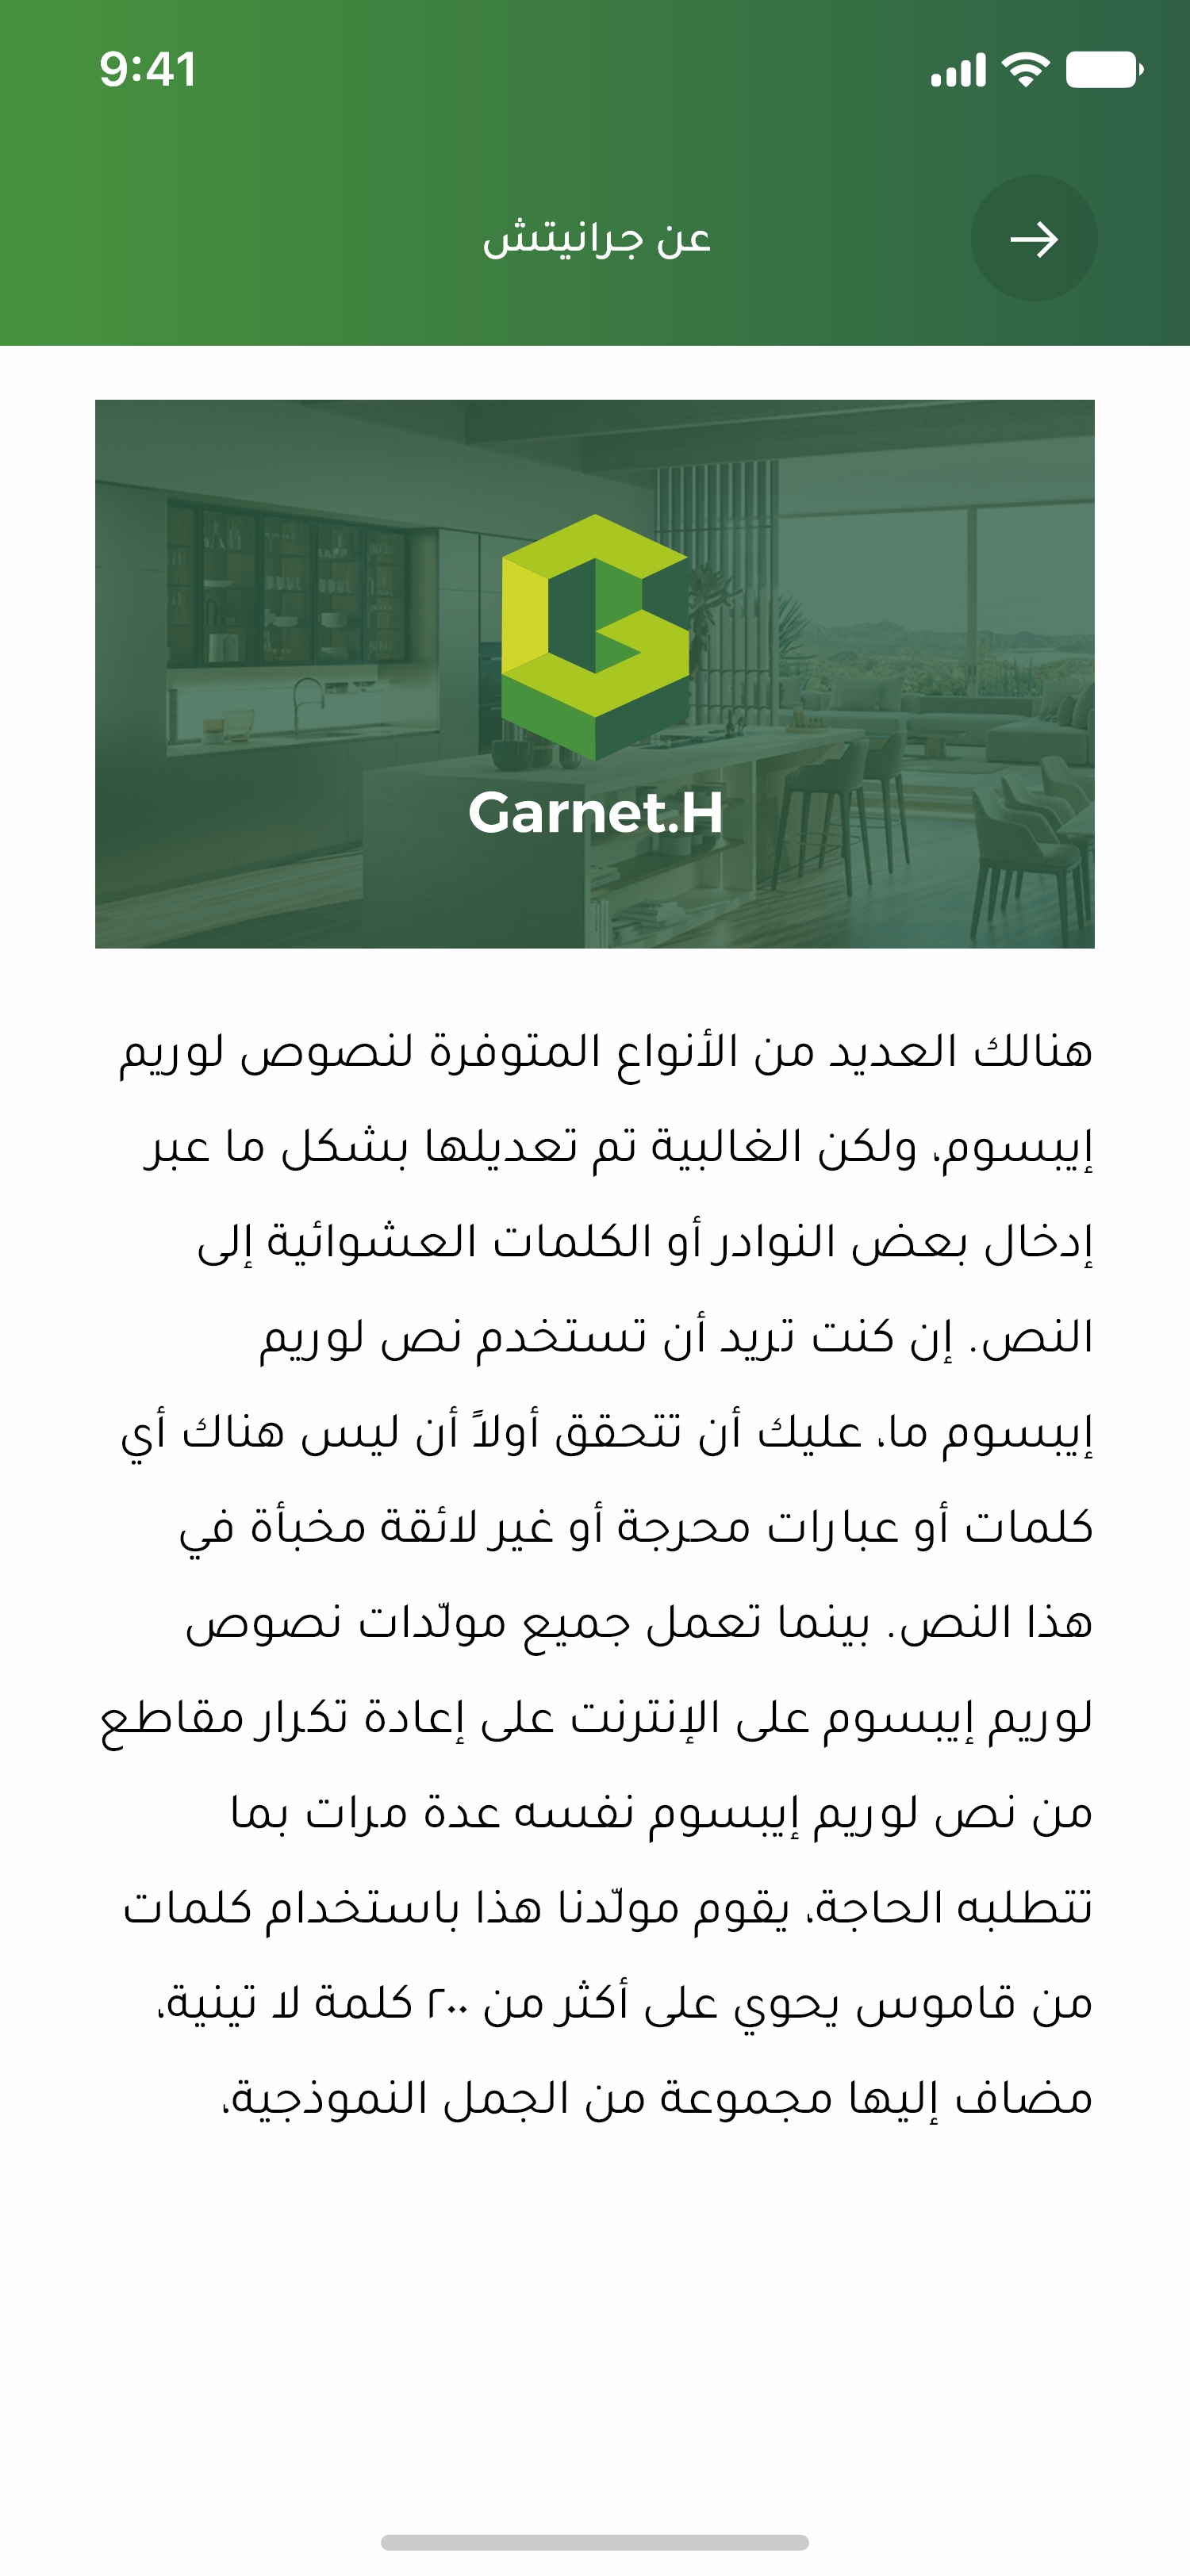 9:41
عن جرانيتش
Garnet.H
هنالك العديد من الأنواع المتوفرة لنصوص لوريم
إيبسوم، ولكن الغالبية تم تعديلها بشكل ما عبر
إدخال بعض النوادر أو الكلمات العشوائية إلى
النص. إن كنت تريد أن تستخدم نص لوريم
إيبسوم ما، عليك أن تتحقق أولاً أن ليس هناك أي
كلمات أو عبارات محرجة أو غير لائقة مخبأة في
هذا النص. بينما تعمل جميع مولّدات نصوص
لوريم إيبسوم على الإنترنت على إعادة تكرار مقاطع
من نص لوريم إيبسوم نفسه عدة مرات بما
تتطلبه الحاجة، يقوم مولّدنا هذا باستخدام كلمات
من قاموس يحوي على أكثر من ٢٠٠ كلمة لا تينية،
مضاف إليها مجموعة من الجمل النموذجية،